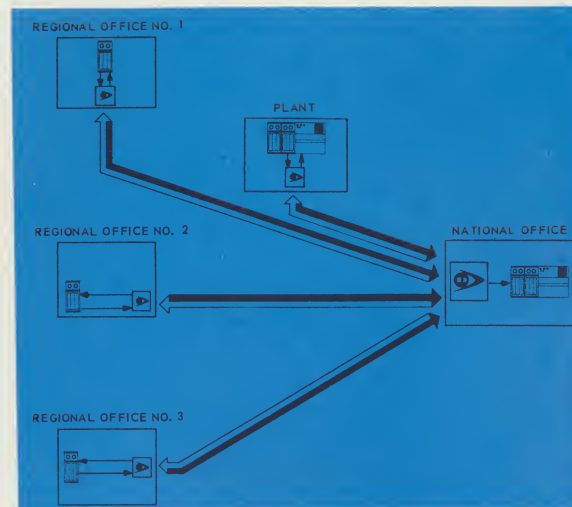 REGIONAL OFFICE NO. 1
PLANT
REGIONAL OFFICE NO. 2
NATIONAL OFFICE
REGIONAL OFFICE NO. 3